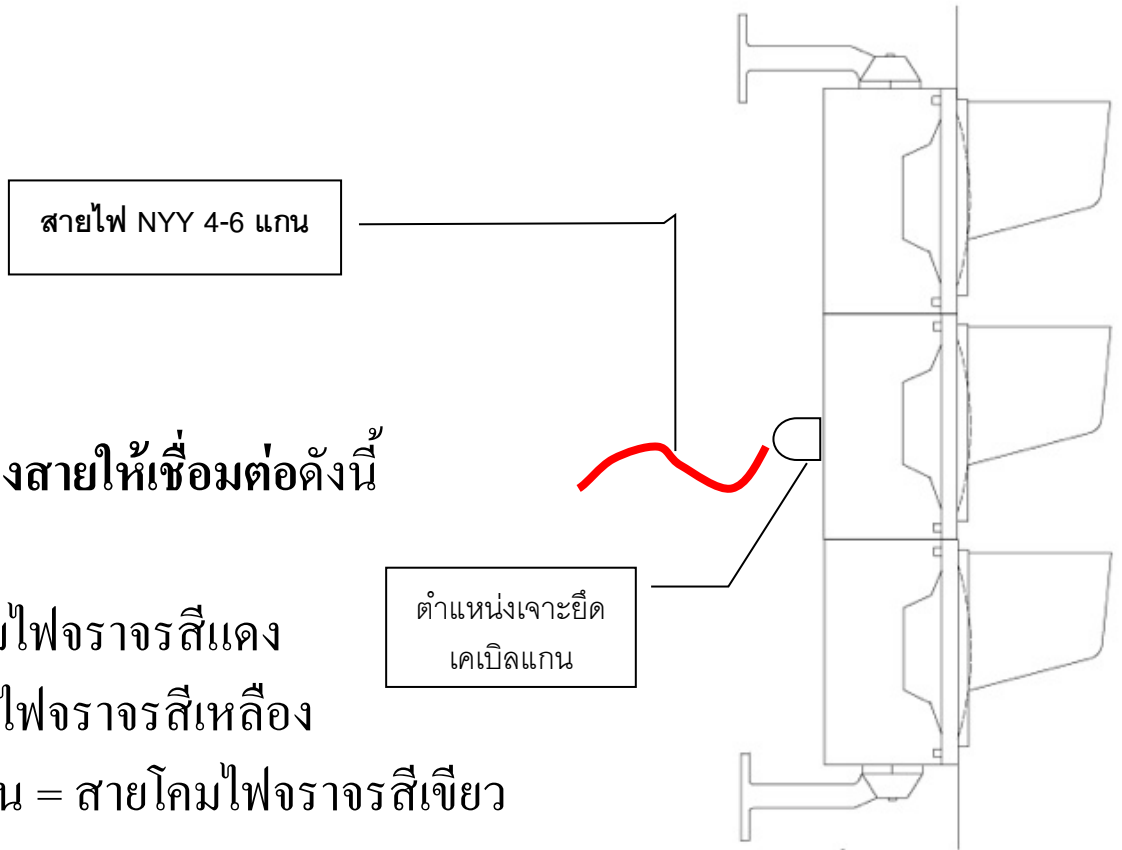 สายไฟ NYY 4-6 แกน
งสายให้เชื่อมต่อดังนี้
ตำแหน่งเจาะยึด
เคเบิลแกน
มไฟจราจรสีแดง
ไฟจราจรสีเหลือง
น = สายโคมไฟจราจรสีเขียว